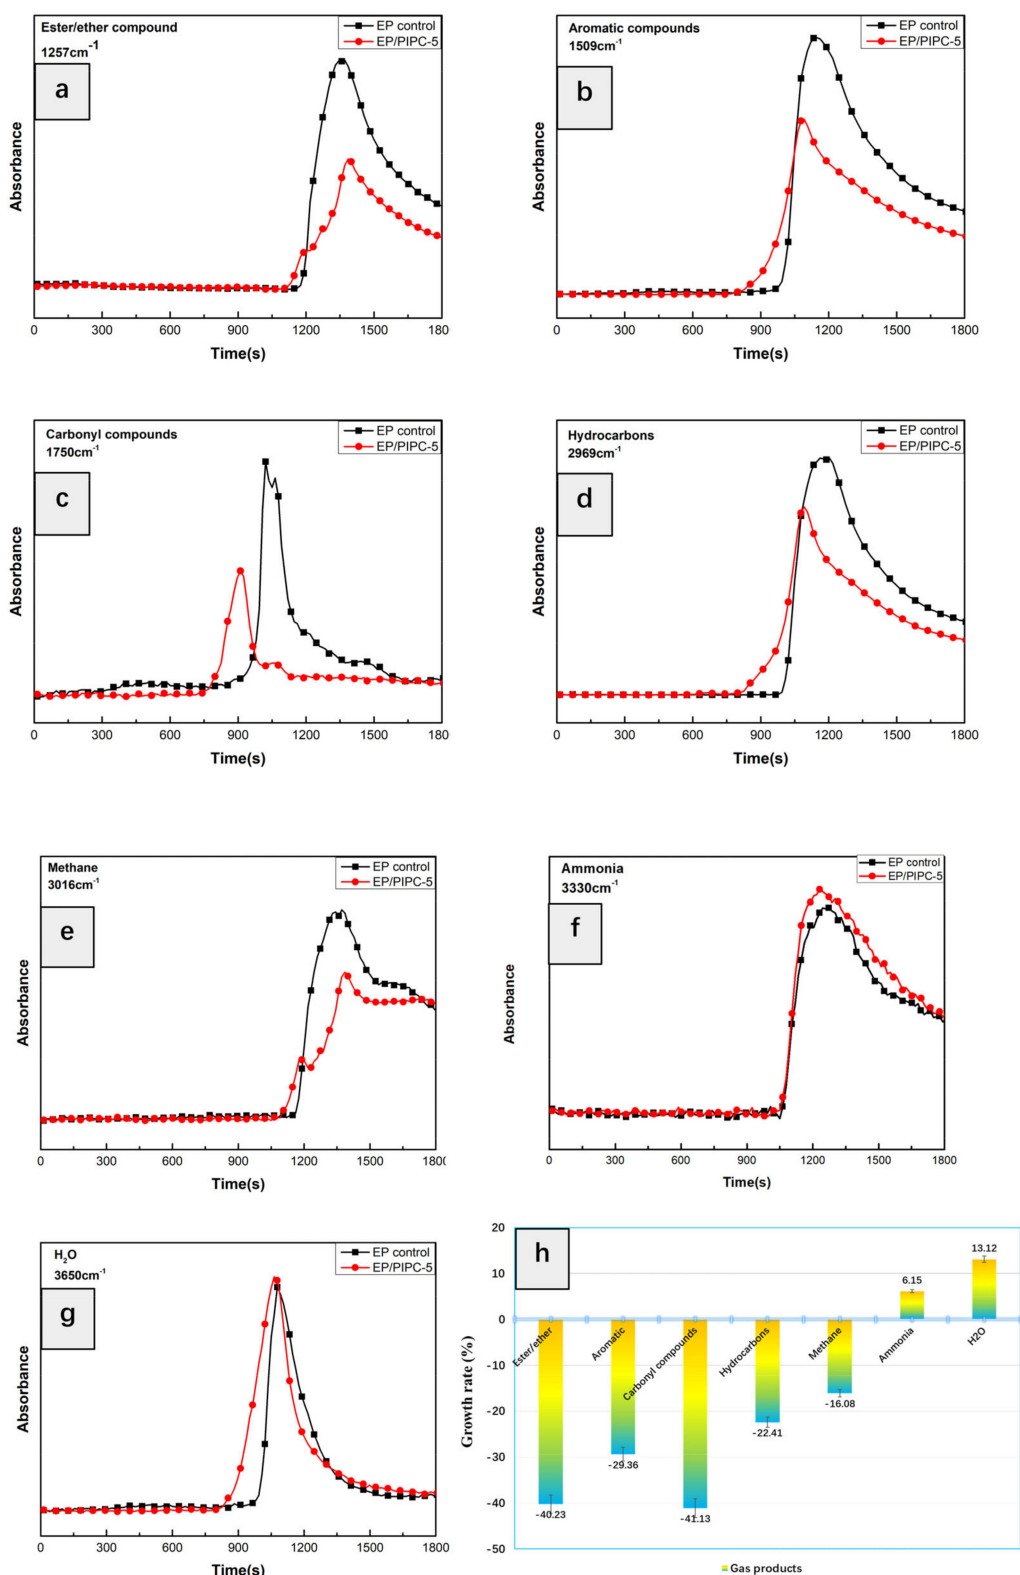 Ester/ether compound
1257cm-1
EP control
EP/PIPC-5
a
Absorbance
0 300 600 900 1200 1500 180
Time(s)
Aromatic compounds
1509cm-1
EP control
EP/PIPC-5
b
Absorbance
0 300 600 900 1200 1500 1800
Time(s)
Carbonyl compounds
1750cm-1
EP control
EP/PIPC-5
c
Absorbance
0 300 600 900 1200 1500 180
Time(s)
Hydrocarbons
2969cm-1
EP control
EP/PIPC-5
d
Absorbance
0 300 600 900 1200 1500 1800
Time(s)
Methane
3016cm-1
EP control
EP/PIPC-5
e
Absorbance
0 300 600 900 1200 1500 1800
Time(s)
Ammonia
3330cm-1
EP control
EP/PIPC-5
f
Absorbance
0 300 600 900 1200 1500 1800
Time(s)
H2O
3650cm-1
EP control
EP/PIPC-5
g
Absorbance
0 300 600 900 1200 1500 1800
Time(s)
h
Growth rate (%)
20
10
0
-10
-20
-30
-40
-50
Ester/ether
Aromatic
Carbonyl compounds
Hydrocarbons
Methane
Ammonia
H2O
-40.23
-29.36
-41.13
-22.41
-16.08
6.15
13.12
Gas products